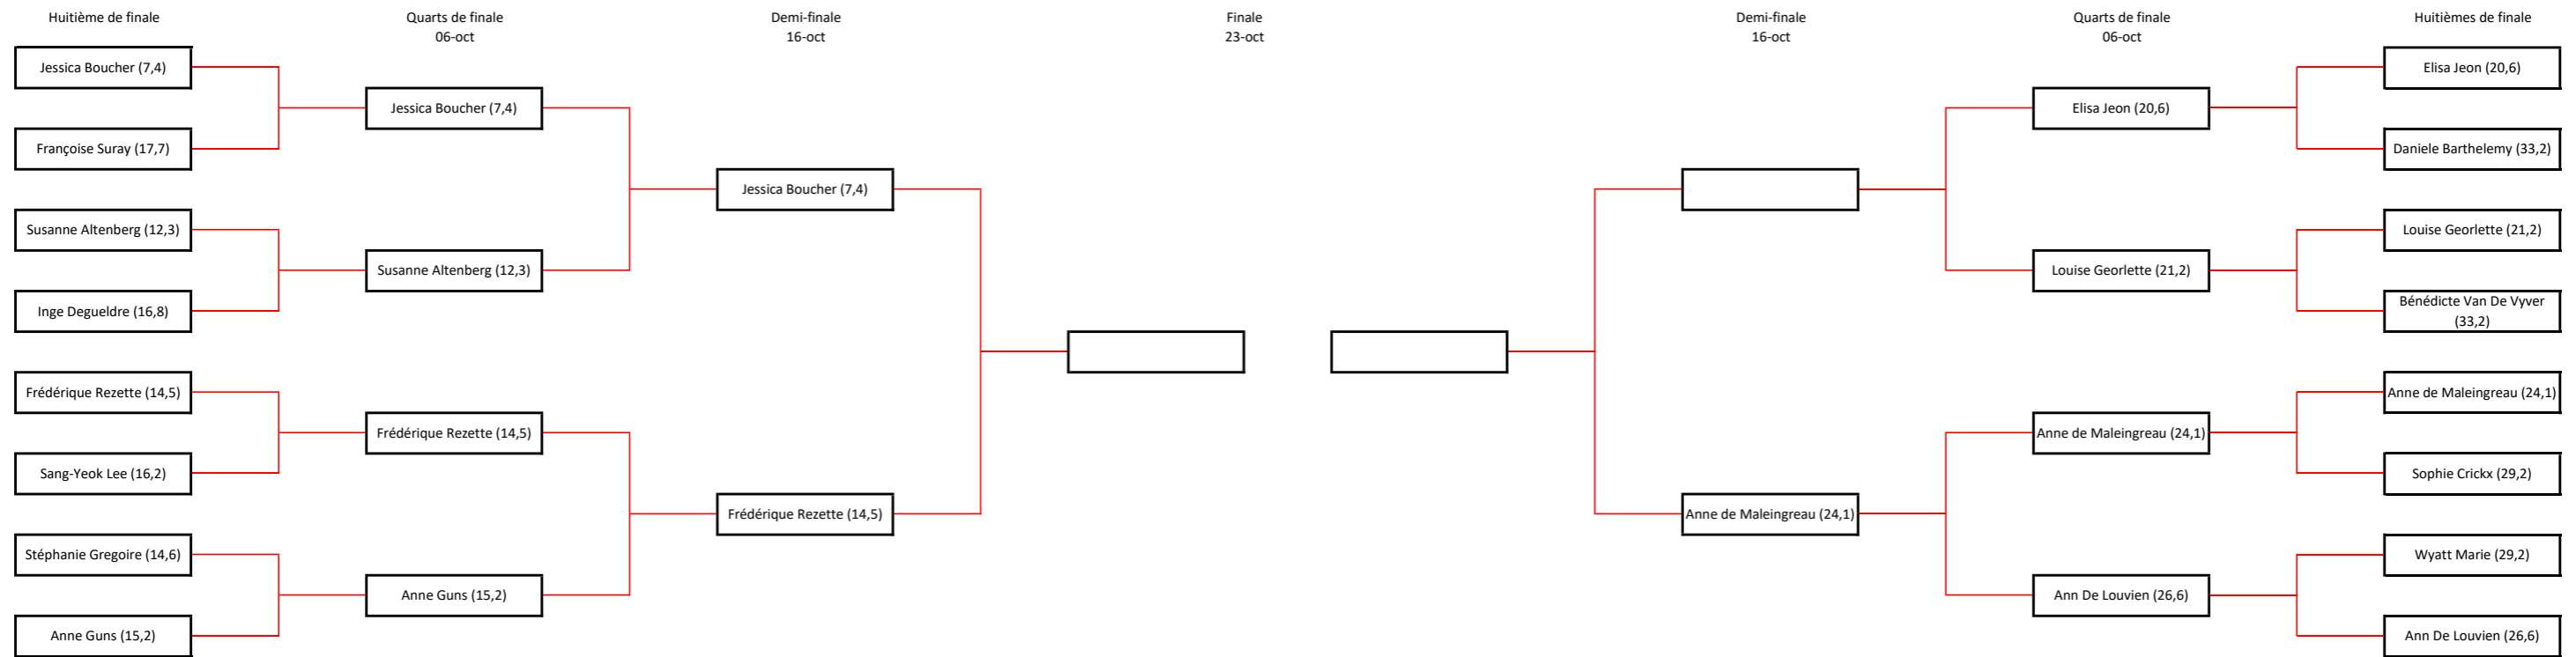 Huitième de finale
Quarts de finale
06-oct
Demi-finale
16-oct
Finale
23-oct
Demi-finale
16-oct
Quarts de finale
06-oct
Huitièmes de finale
Jessica Boucher (7,4)
Françoise Suray (17,7)
Susanne Altenberg (12,3)
Inge Degueldre (16,8)
Frédérique Rezette (14,5)
Sang-Yeok Lee (16,2)
Stéphanie Gregoire (14,6)
Anne Guns (15,2)
Jessica Boucher (7,4)
Susanne Altenberg (12,3)
Frédérique Rezette (14,5)
Anne Guns (15,2)
Jessica Boucher (7,4)
Frédérique Rezette (14,5)
Anne de Maleingreau (24,1)
Elisa Jeon (20,6)
Louise Georlette (21,2)
Anne de Maleingreau (24,1)
Ann De Louvien (26,6)
Elisa Jeon (20,6)
Daniele Barthelemy (33,2)
Louise Georlette (21,2)
Bénédicte Van De Vyver
(33,2)
Anne de Maleingreau (24,1)
Sophie Crickx (29,2)
Wyatt Marie (29,2)
Ann De Louvien (26,6)